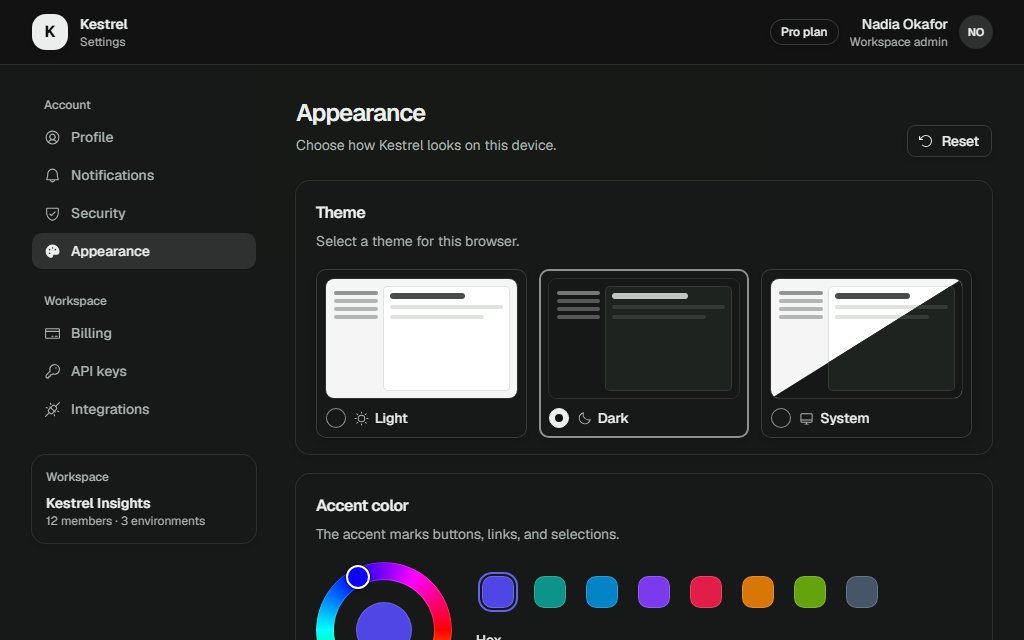 K
Kestrel
Settings
Pro plan
Nadia Okafor
Workspace admin
NO
Account
Profile
Notifications
Security
Appearance
Workspace
Billing
API keys
Integrations
Workspace
Kestrel Insights
12 members · 3 environments
Appearance
Choose how Kestrel looks on this device.
Reset
Theme
Select a theme for this browser.
Light
Dark
System
Accent color
The accent marks buttons, links, and selections.
Hex